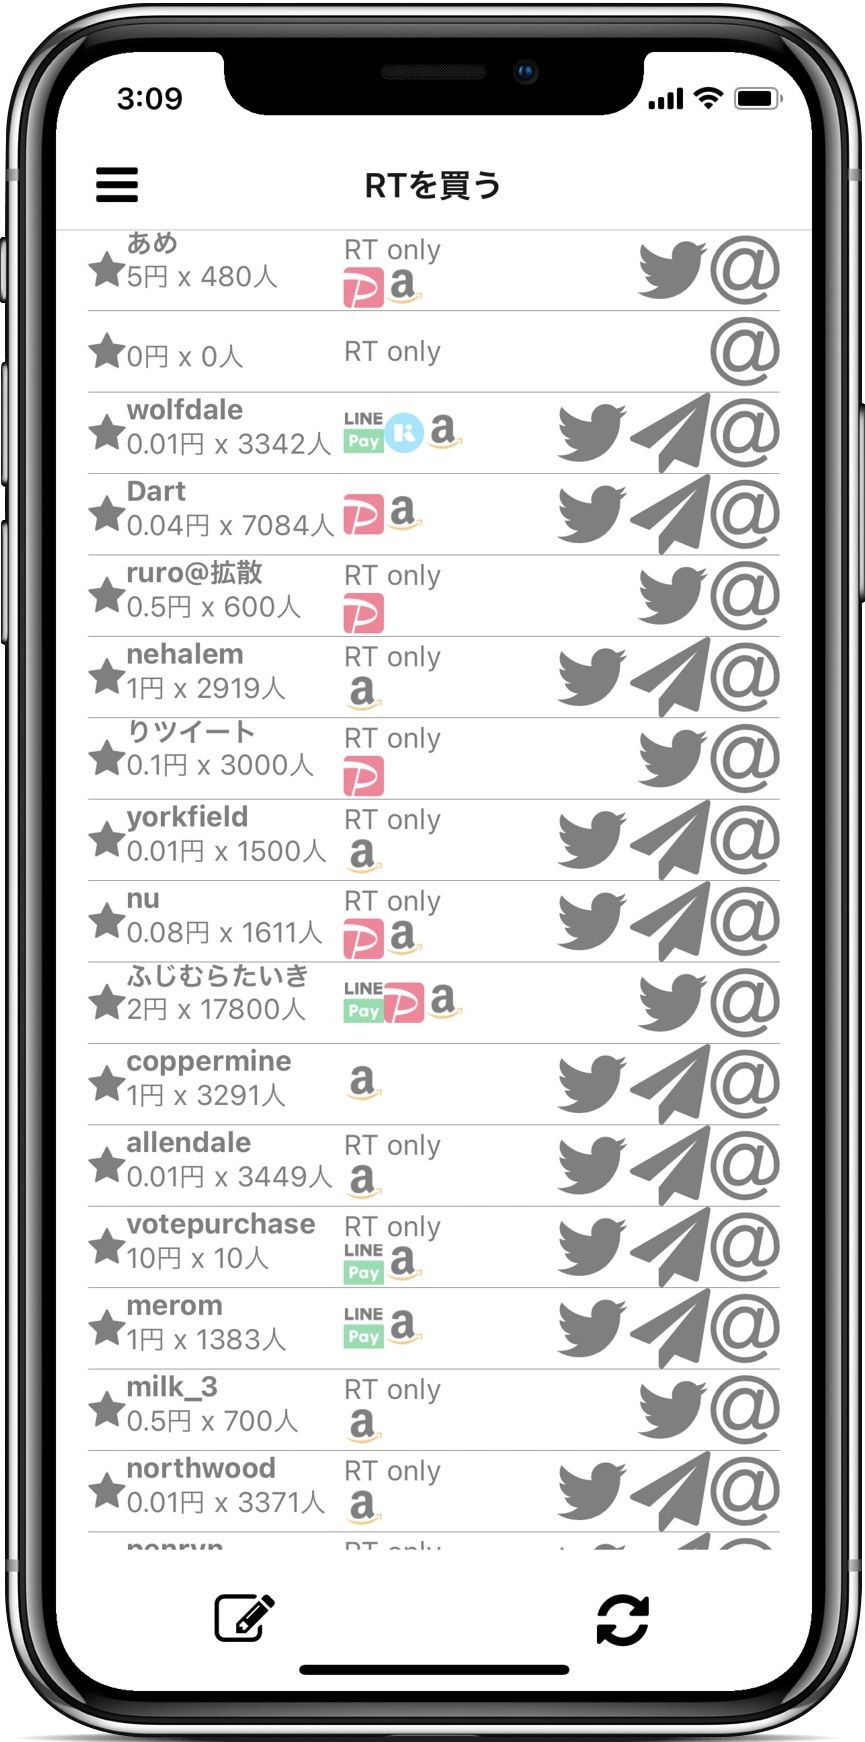 3:09
RTを買う
あめ
5円 x 480人
RT only
0円 x 0人
RT only
wolfdale
0.01円 x 3342人
LINE
Pay
Dart
0.04円 x 7084人
ruro@拡散
0.5円 x 600人
RT only
nehalem
1円 x 2919人
RT only
りツイート
0.1円 x 3000人
RT only
yorkfield
0.01円 x 1500人
RT only
nu
0.08円 x 1611人
RT only
ふじむらたいき
2円 x 17800人
LINE
Pay
coppermine
1円 x 3291人
allendale
0.01円 x 3449人
RT only
votepurchase
10円 x 10人
RT only
LINE
Pay
merom
1円 x 1383人
LINE
Pay
milk_3
0.5円 x 700人
RT only
northwood
0.01円 x 3371人
RT only
penryn
RT only